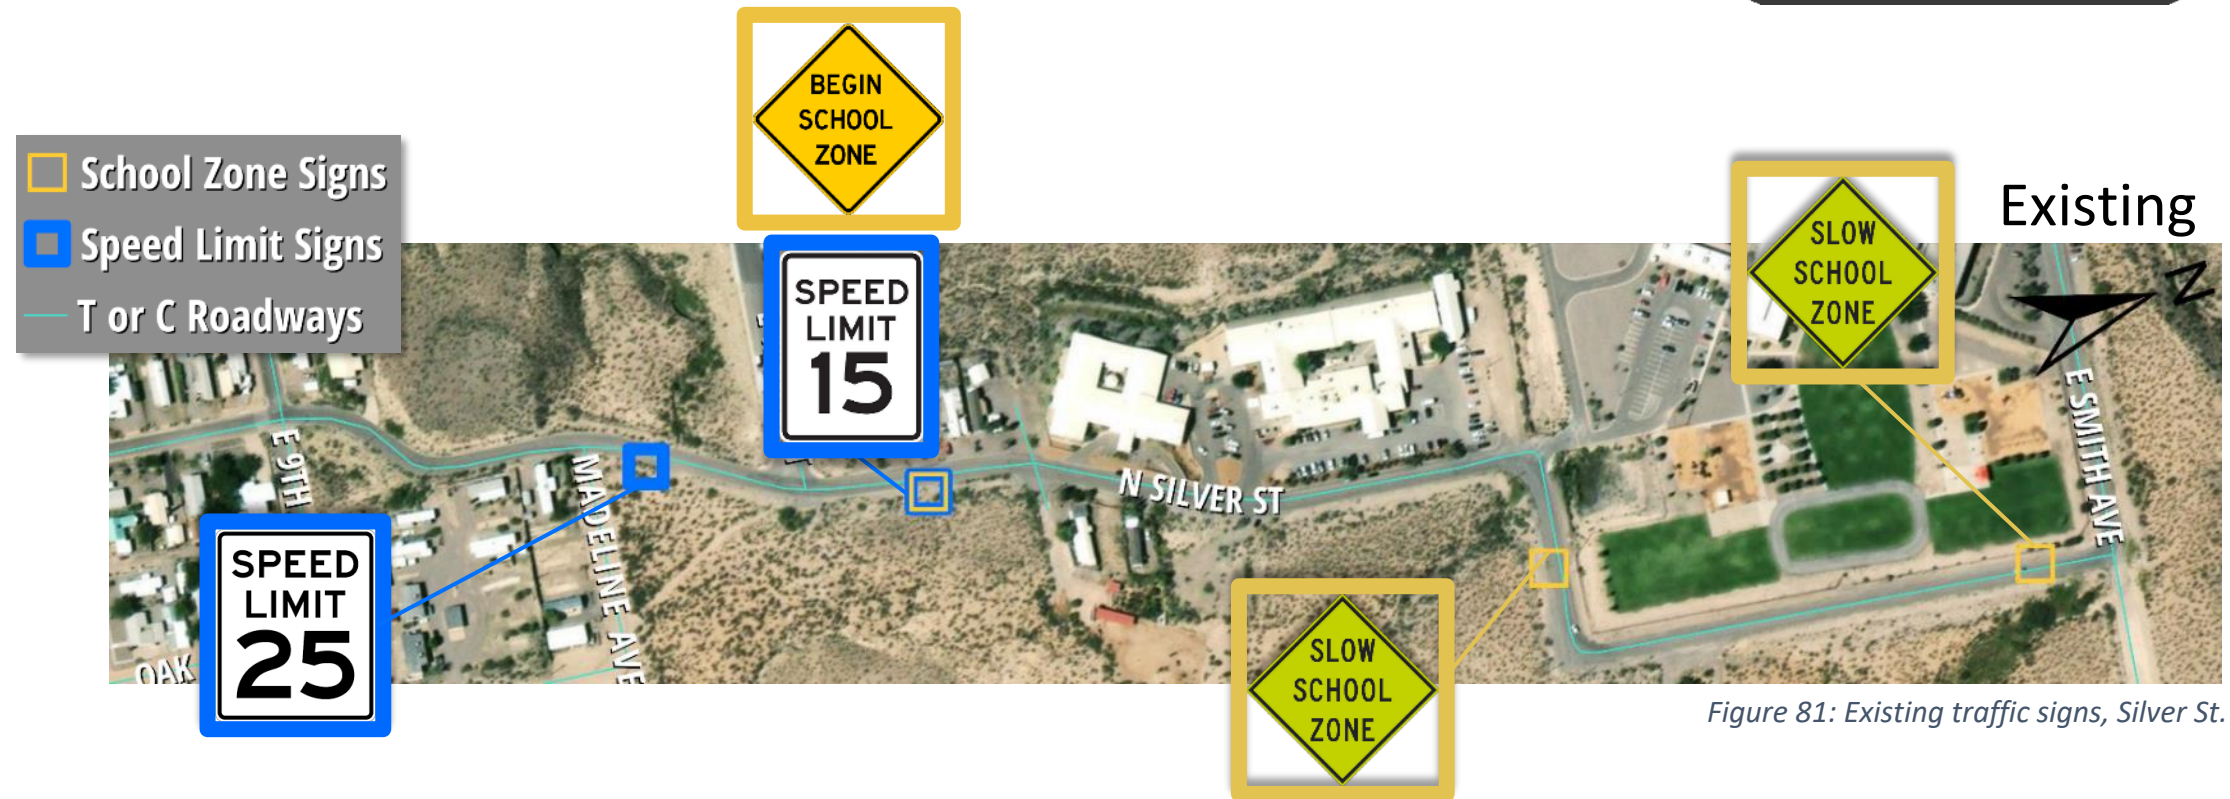 BEGIN
SCHOOL
ZONE
School Zone Signs
Speed Limit Signs
T or C Roadways
SPEED
LIMIT
15
SLOW
SCHOOL
ZONE
Existing
N
E 9TH
MADELINE AVE
N SILVER ST
E SMITH AVE
SPEED
LIMIT
25
OAK
SLOW
SCHOOL
ZONE
Figure 81: Existing traffic signs, Silver St.